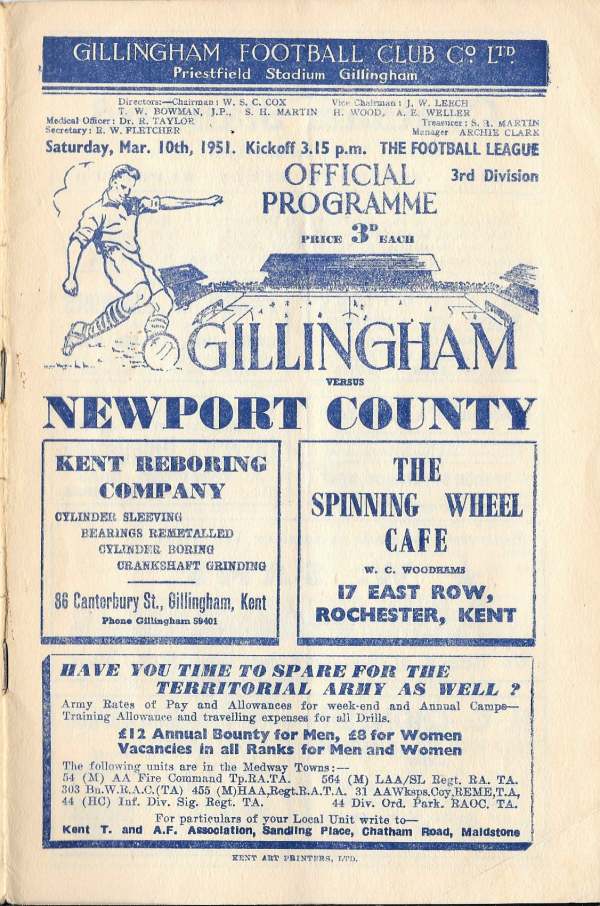 GILLINGHAM FOOTBALL CLUB Cº LTD.
Priestfield Stadium Gillingham
Directors:—Chairman: W. S. C. COX Vice Chairman: J. W. LEECH
T. W. BOWMAN, J.P., S. H. MARTIN H. WOOD, A. E. WELLER
Medical Officer: Dr. R. TAYLOR Treasurer: S. H. MARTIN
Secretary: E. W. FLETCHER Manager ARCHIE CLARK
Saturday, Mar. 10th, 1951. Kickoff 3.15 p.m. THE FOOTBALL LEAGUE
OFFICIAL 3rd Division
PROGRAMME
PRICE 3D EACH
GILLINGHAM
VERSUS
NEWPORT COUNTY
KENT REBORING
COMPANY
CYLINDER SLEEVING
BEARINGS REMETALLED
CYLINDER BORING
CRANKSHAFT GRINDING
86 Canterbury St., Gillingham, Kent
Phone Gillingham 59401
THE
SPINNING WHEEL
CAFE
W. C. WOODHAMS
17 EAST ROW,
ROCHESTER, KENT
HAVE YOU TIME TO SPARE FOR THE
TERRITORIAL ARMY AS WELL ?
Army Rates of Pay and Allowances for week-end and Annual Camps—
Training Allowance and travelling expenses for all Drills.
£12 Annual Bounty for Men, £8 for Women
Vacancies in all Ranks for Men and Women
The following units are in the Medway Towns:—
54 (M) AA Fire Command Tp.RA.TA. 564 (M) LAA/SL Regt. RA. TA.
303 Bn.W.R.A.C.(TA) 455 (M)HAA,Regt.R.A.T.A. 31 AAWksps.Coy,REME,T.A,
44 (HC) Inf. Div. Sig. Regt. TA. 44 Div. Ord. Park. RAOC. TA.
For particulars of your Local Unit write to—
Kent T. and A.F. Association, Sandling Place, Chatham Road, Maidstone
KENT ART PRINTERS, LTD.